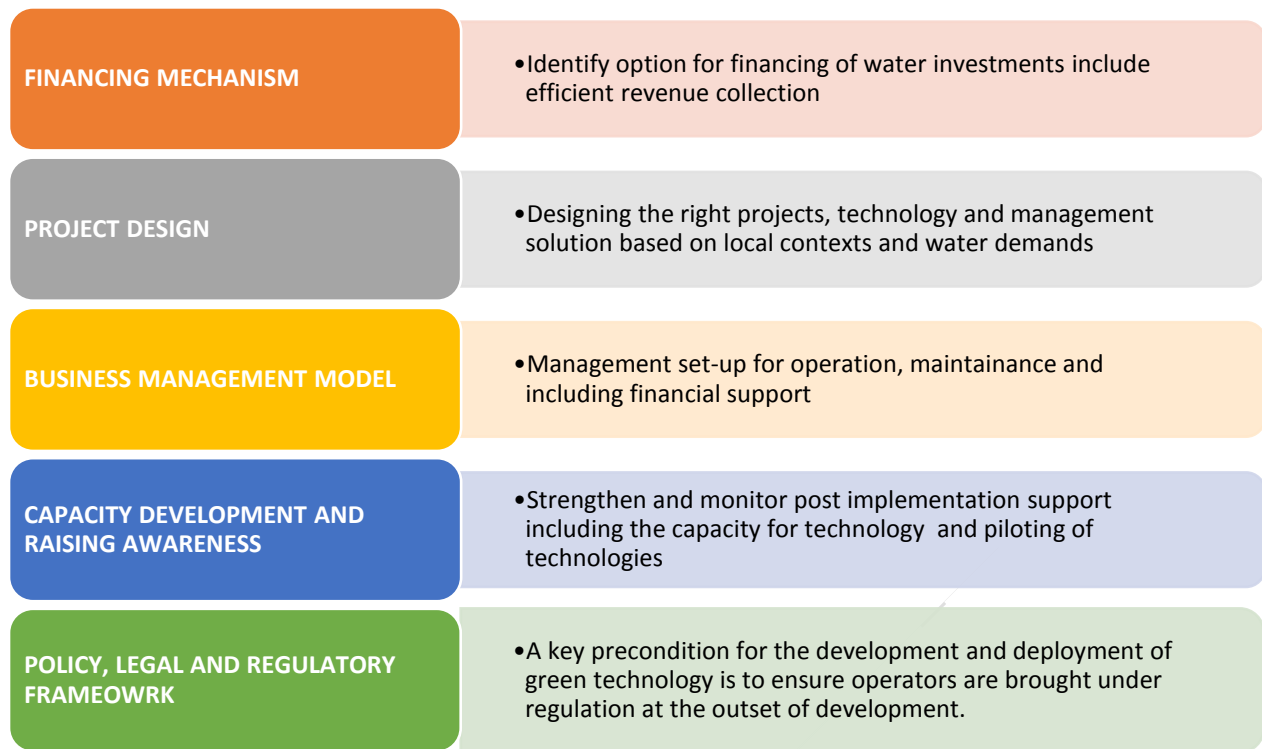 FINANCING MECHANISM
•Identify option for financing of water investments include
efficient revenue collection
PROJECT DESIGN
•Designing the right projects, technology and management
solution based on local contexts and water demands
BUSINESS MANAGEMENT MODEL
•Management set-up for operation, maintainance and
including financial support
CAPACITY DEVELOPMENT AND
RAISING AWARENESS
•Strengthen and monitor post implementation support
including the capacity for technology  and piloting of
technologies
POLICY, LEGAL AND REGULATORY
FRAMEOWRK
•A key precondition for the development and deployment of
green technology is to ensure operators are brought under
regulation at the outset of development.